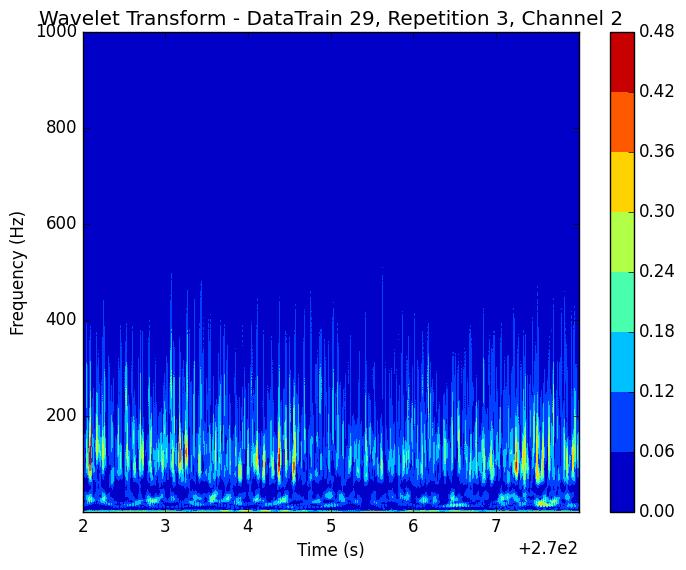 Wavelet Transform - DataTrain 29, Repetition 3, Channel 2
1000
800
600
400
200
Frequency (Hz)
2 3 4 5 6 7
Time (s)
+2.7e2
0.48
0.42
0.36
0.30
0.24
0.18
0.12
0.06
0.00